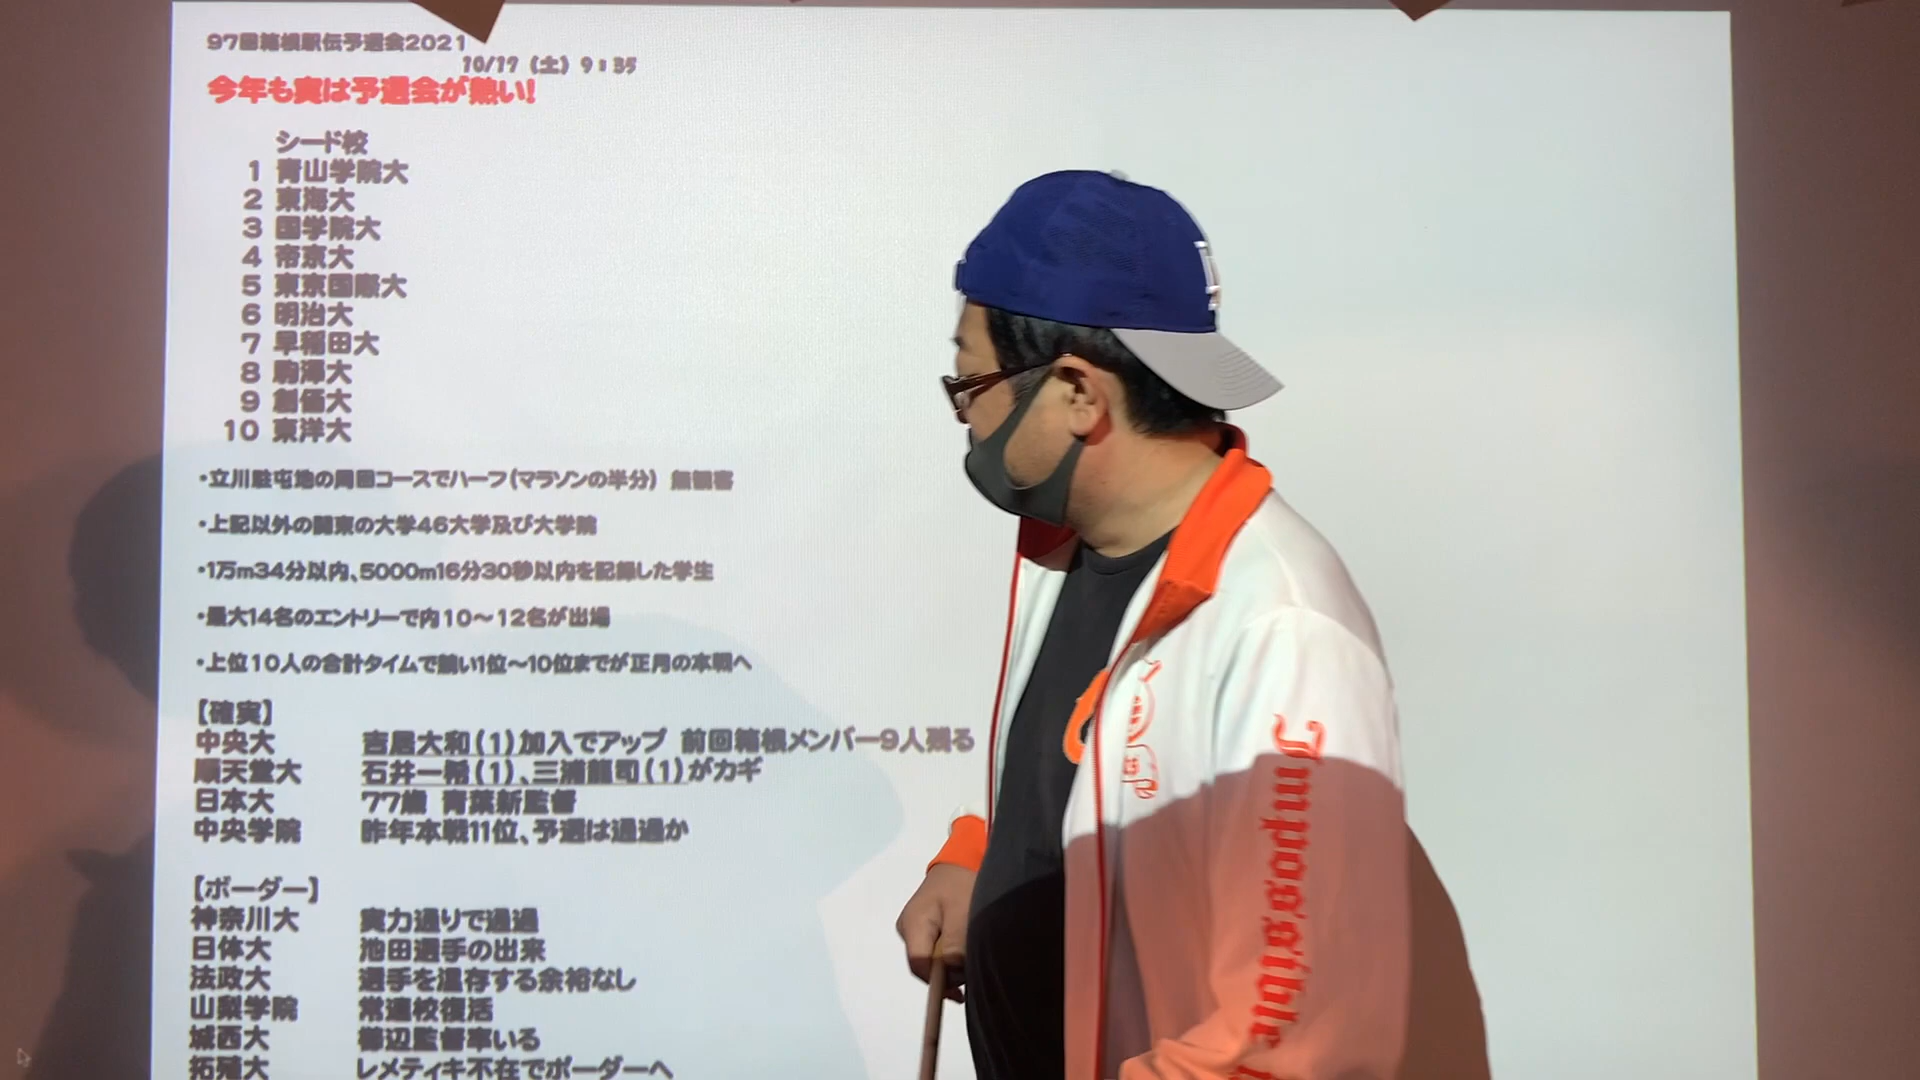 97回箱根駅伝予選会2021
10/17（土）9：35
今年も実は予選会が熱い!
シード校
1 青山学院大
2 東海大
3 国学院大
4 帝京大
5 東京国際大
6 明治大
7 早稲田大
8 駒澤大
9 創価大
10 東洋大
・立川駐屯地の周回コースでハーフ（マラソンの半分） 無観客
・上記以外の関東の大学46大学及び大学院
・1万m34分以内、5000m16分30秒以内を記録した学生
・最大14名のエントリーで内10～12名が出場
・上位10人の合計タイムで競い1位～10位までが正月の本戦へ
【確実】
中央大 吉居大和（1）加入でアップ 前回箱根メンバー9人残る
順天堂大 石井一希（1）、三浦龍司（1）がカギ
日本大 77歳 青葉新監督
中央学院 昨年本戦11位、予選は通過か
【ボーダー】
神奈川大 実力通りで通過
日体大 池田選手の出来
法政大 選手を温存する余裕なし
山梨学院 常連校復活
城西大 櫛辺監督率いる
拓殖大 レメティキ不在でボーダーへ
Impossible